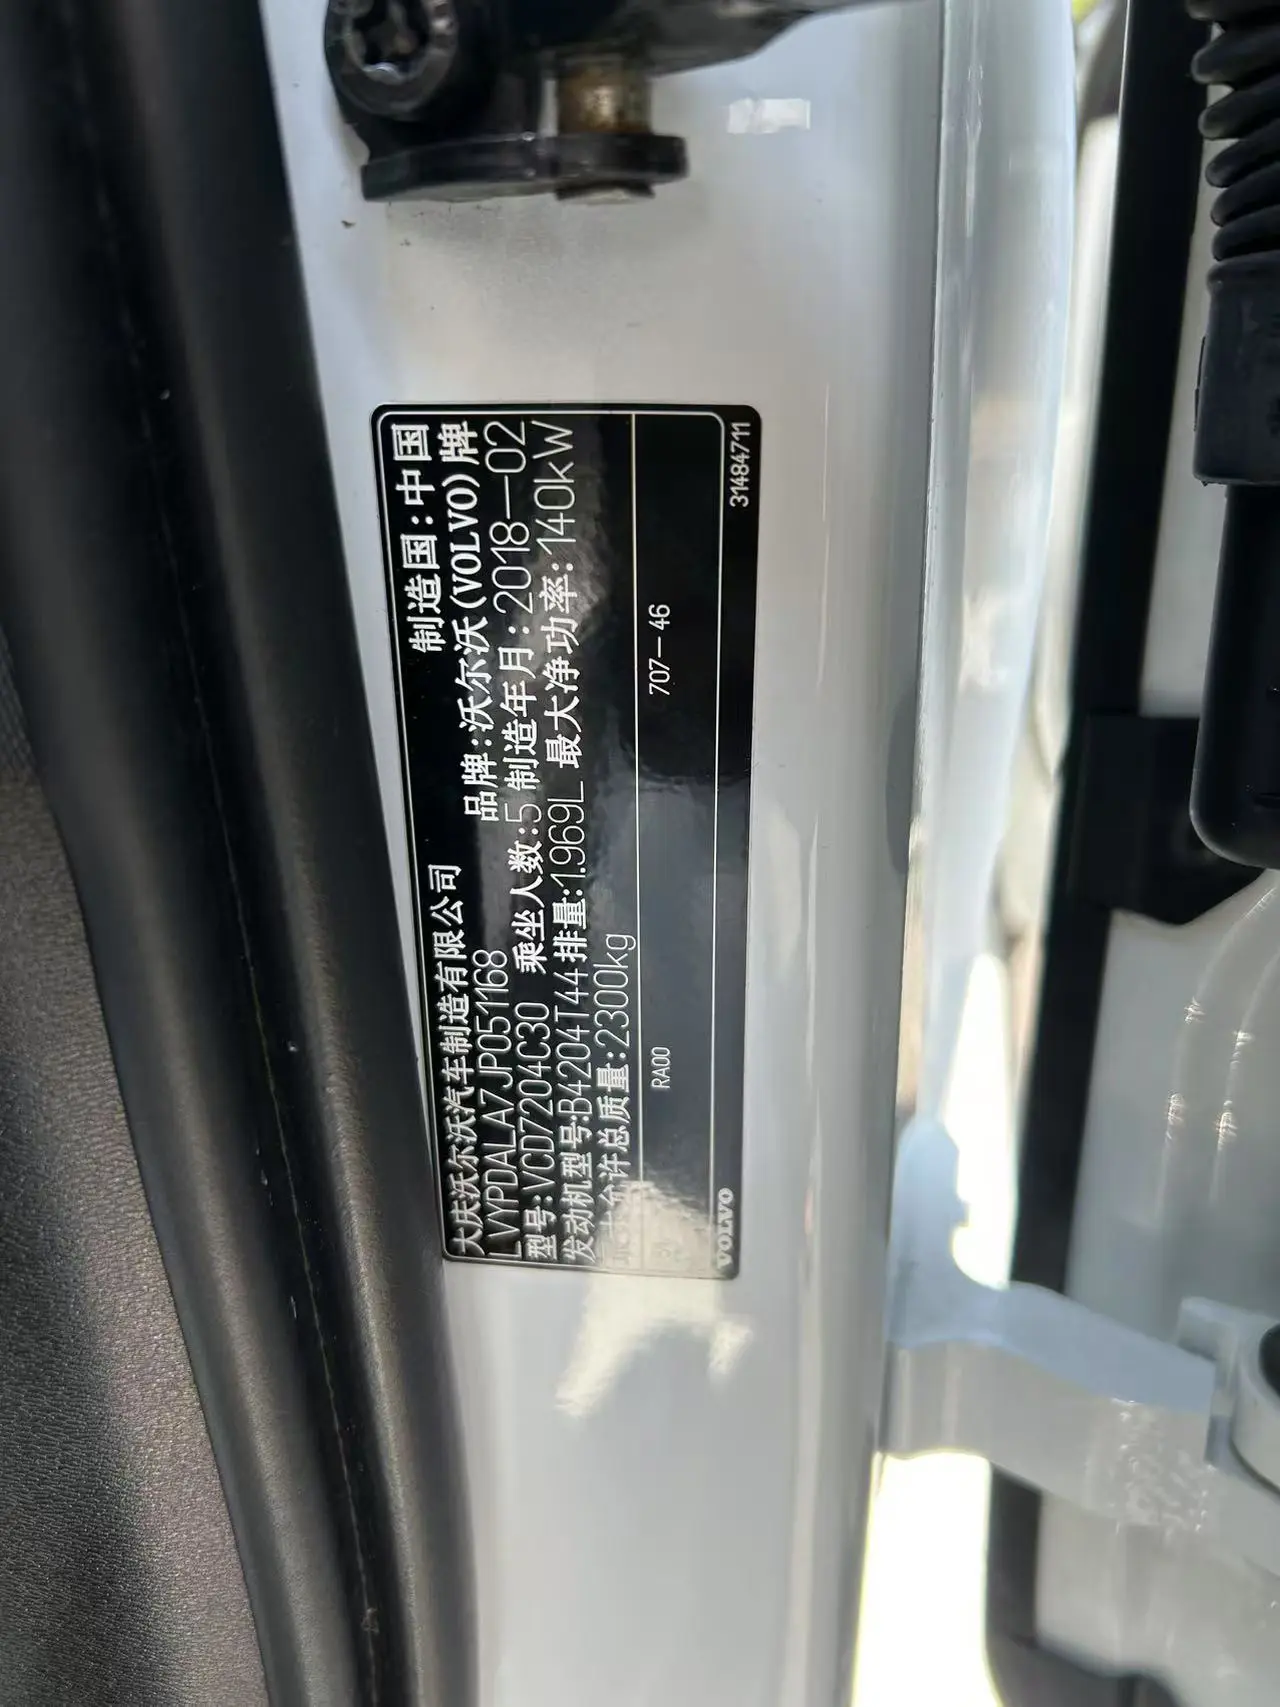 大庆沃尔沃汽车制造有限公司 制造国:中国
LVYPDALA7JP051168 品牌:沃尔沃(VOLVO)牌
型号:VCD7204C30 乘坐人数:5 制造年月:2018-02
发动机型号:B4204T44 排量:1.969L 最大净功率:140kW
最大允许总质量:2300kg
RA00 707-46
VOLVO 31484711